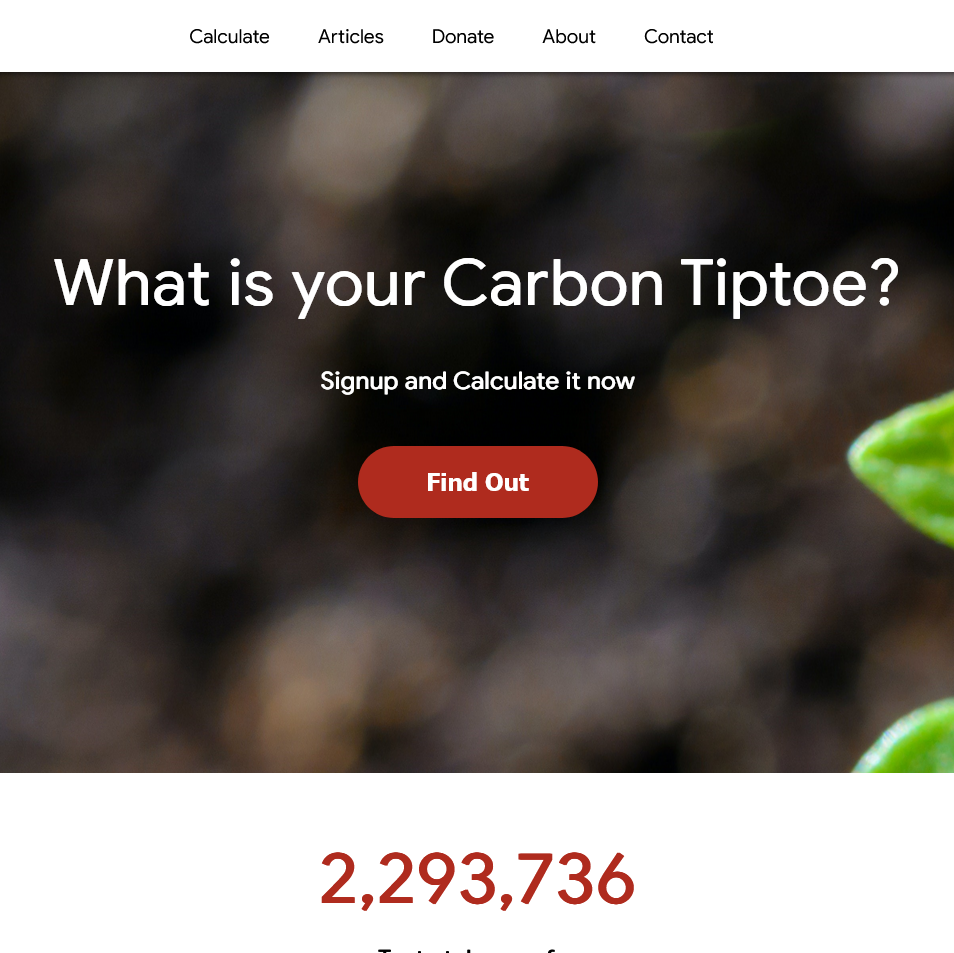 Calculate Articles Donate About Contact
What is your Carbon Tiptoe?
Signup and Calculate it now
Find Out
2,293,736